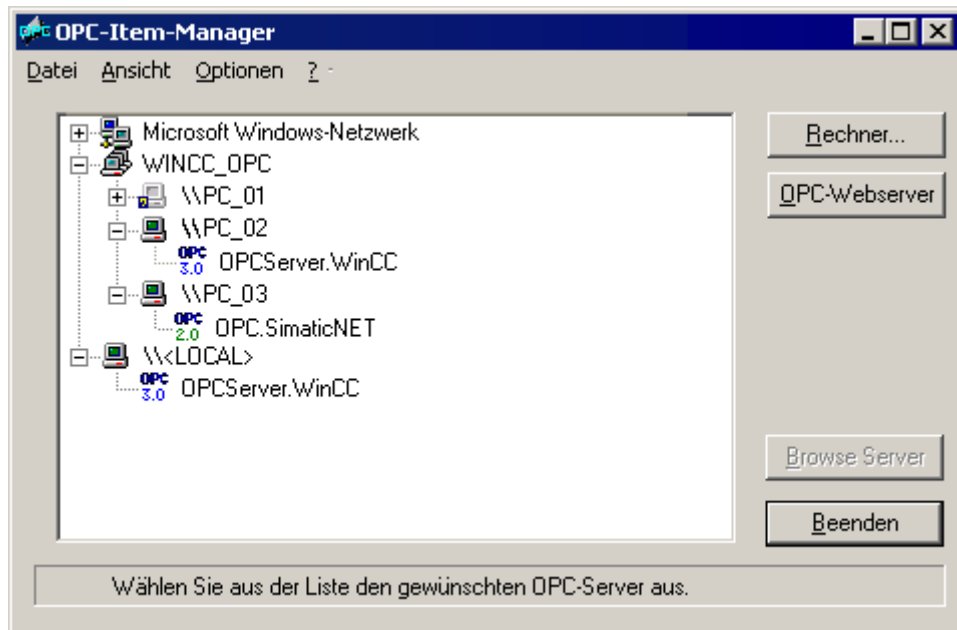 OPC-Item-Manager
Datei Ansicht Optionen ?
Microsoft Windows-Netzwerk
WINCC_OPC
\\PC_01
\\PC_02
OPC 3.0 OPCServer.WinCC
\\PC_03
OPC 2.0 OPC.SimaticNET
\\<LOCAL>
OPC 3.0 OPCServer.WinCC
Rechner...
OPC-Webserver
Browse Server
Beenden
Wählen Sie aus der Liste den gewünschten OPC-Server aus.